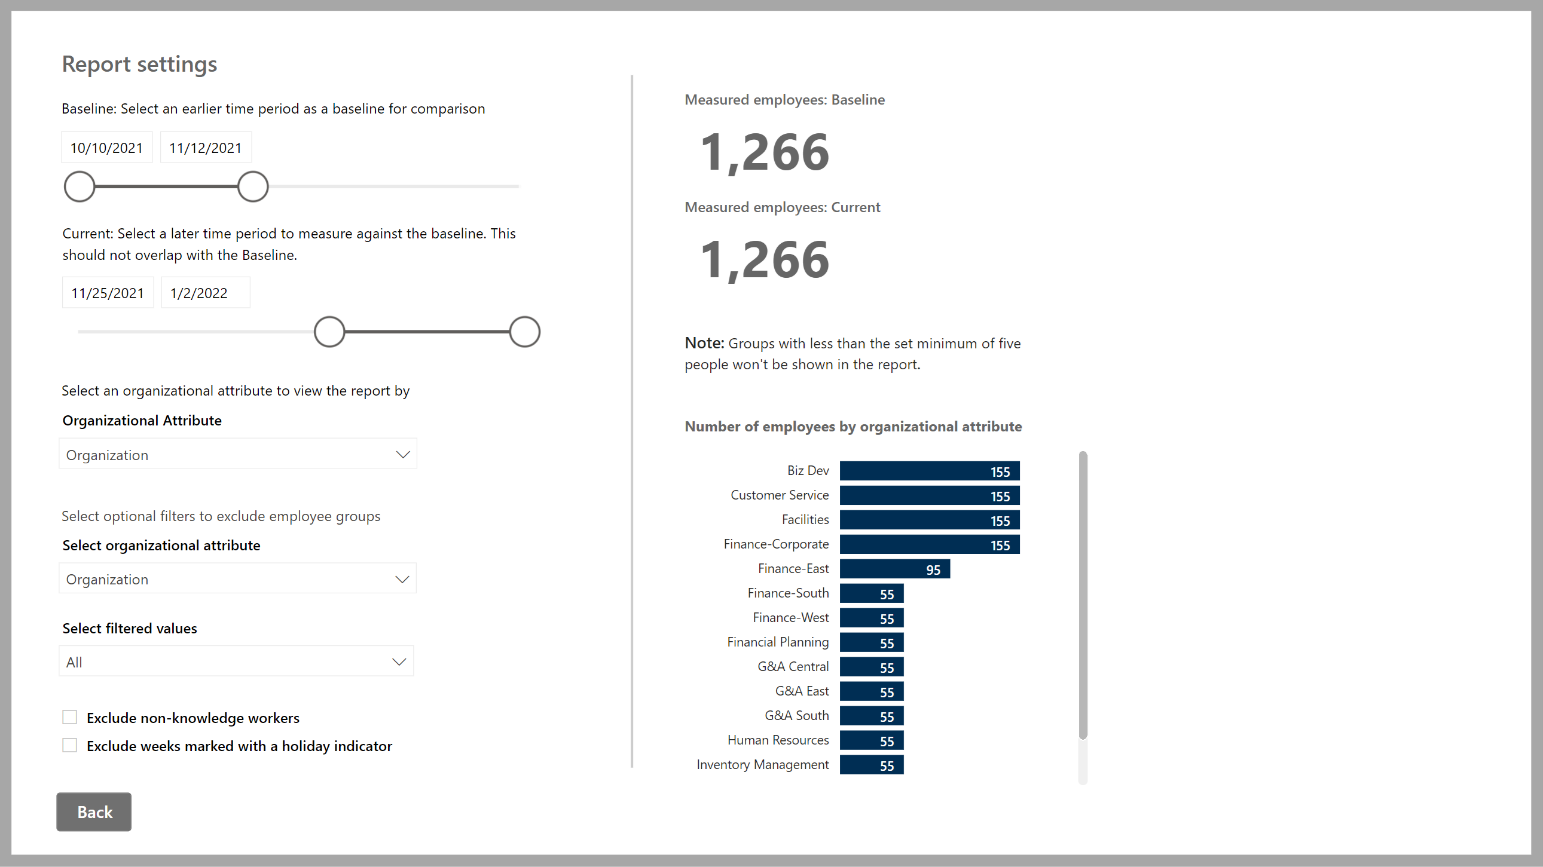 Report settings
Baseline: Select an earlier time period as a baseline for comparison
10/10/2021 11/12/2021
Current: Select a later time period to measure against the baseline. This
should not overlap with the Baseline.
11/25/2021 1/2/2022
Select an organizational attribute to view the report by
Organizational Attribute
Organization
Select optional filters to exclude employee groups
Select organizational attribute
Organization
Select filtered values
All
Exclude non-knowledge workers
Exclude weeks marked with a holiday indicator
Back
Measured employees: Baseline
1,266
Measured employees: Current
1,266
Note: Groups with less than the set minimum of five
people won't be shown in the report.
Number of employees by organizational attribute
Biz Dev 155
Customer Service 155
Facilities 155
Finance-Corporate 155
Finance-East 95
Finance-South 55
Finance-West 55
Financial Planning 55
G&A Central 55
G&A East 55
G&A South 55
Human Resources 55
Inventory Management 55